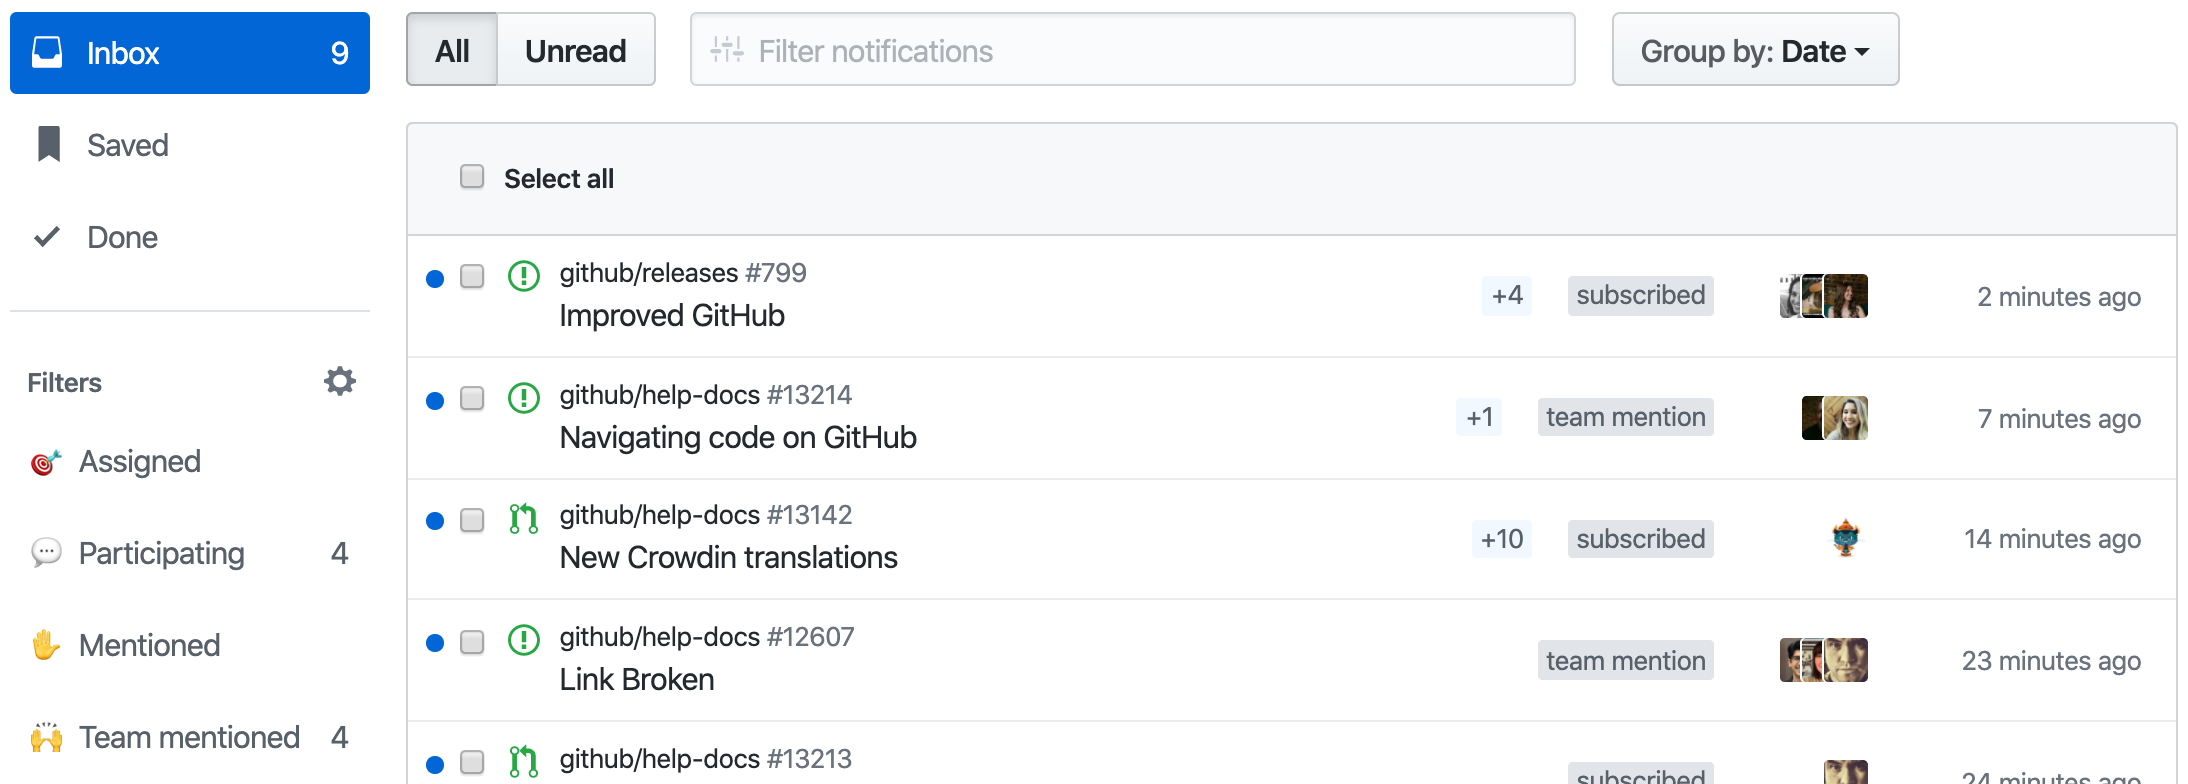 Inbox 9
Saved
Done
Filters
Assigned
Participating 4
Mentioned
Team mentioned 4
All Unread Filter notifications Group by: Date
Select all
github/releases #799
Improved GitHub
+4 subscribed 2 minutes ago
github/help-docs #13214
Navigating code on GitHub
+1 team mention 7 minutes ago
github/help-docs #13142
New Crowdin translations
+10 subscribed 14 minutes ago
github/help-docs #12607
Link Broken
team mention 23 minutes ago
github/help-docs #13213
subscribed 24 minutes ago